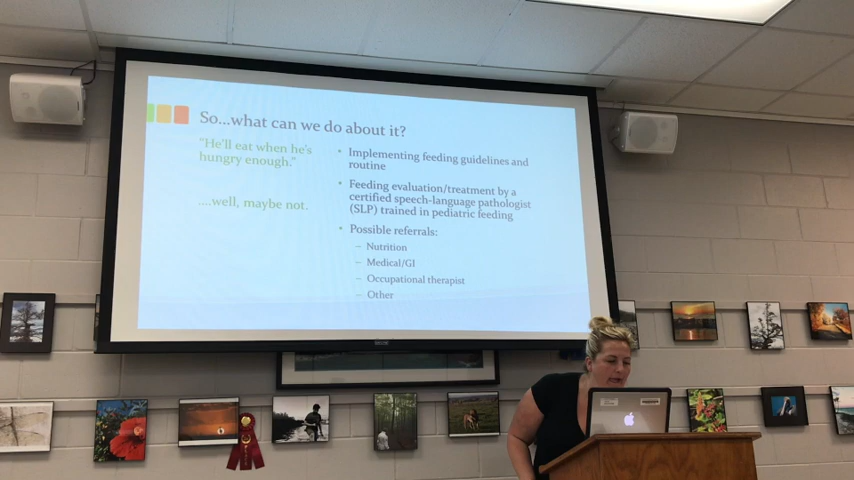 So...what can we do about it?
"He'll eat when he's
hungry enough."
....well, maybe not.
• Implementing feeding guidelines and
routine
• Feeding evaluation/treatment by a
certified speech-language pathologist
(SLP) trained in pediatric feeding
• Possible referrals:
– Nutrition
– Medical/GI
– Occupational therapist
– Other